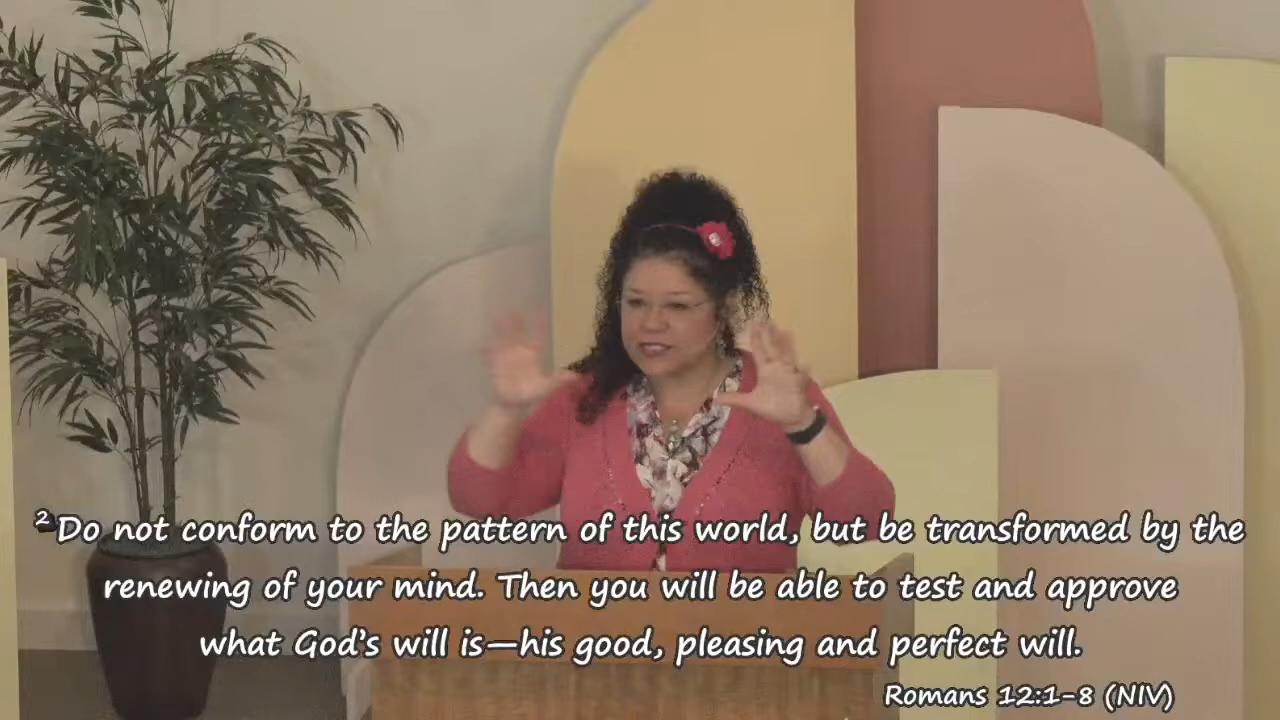 ²Do not conform to the pattern of this world, but be transformed by the
renewing of your mind. Then you will be able to test and approve
what God's will is—his good, pleasing and perfect will.
Romans 12:1-8 (NIV)